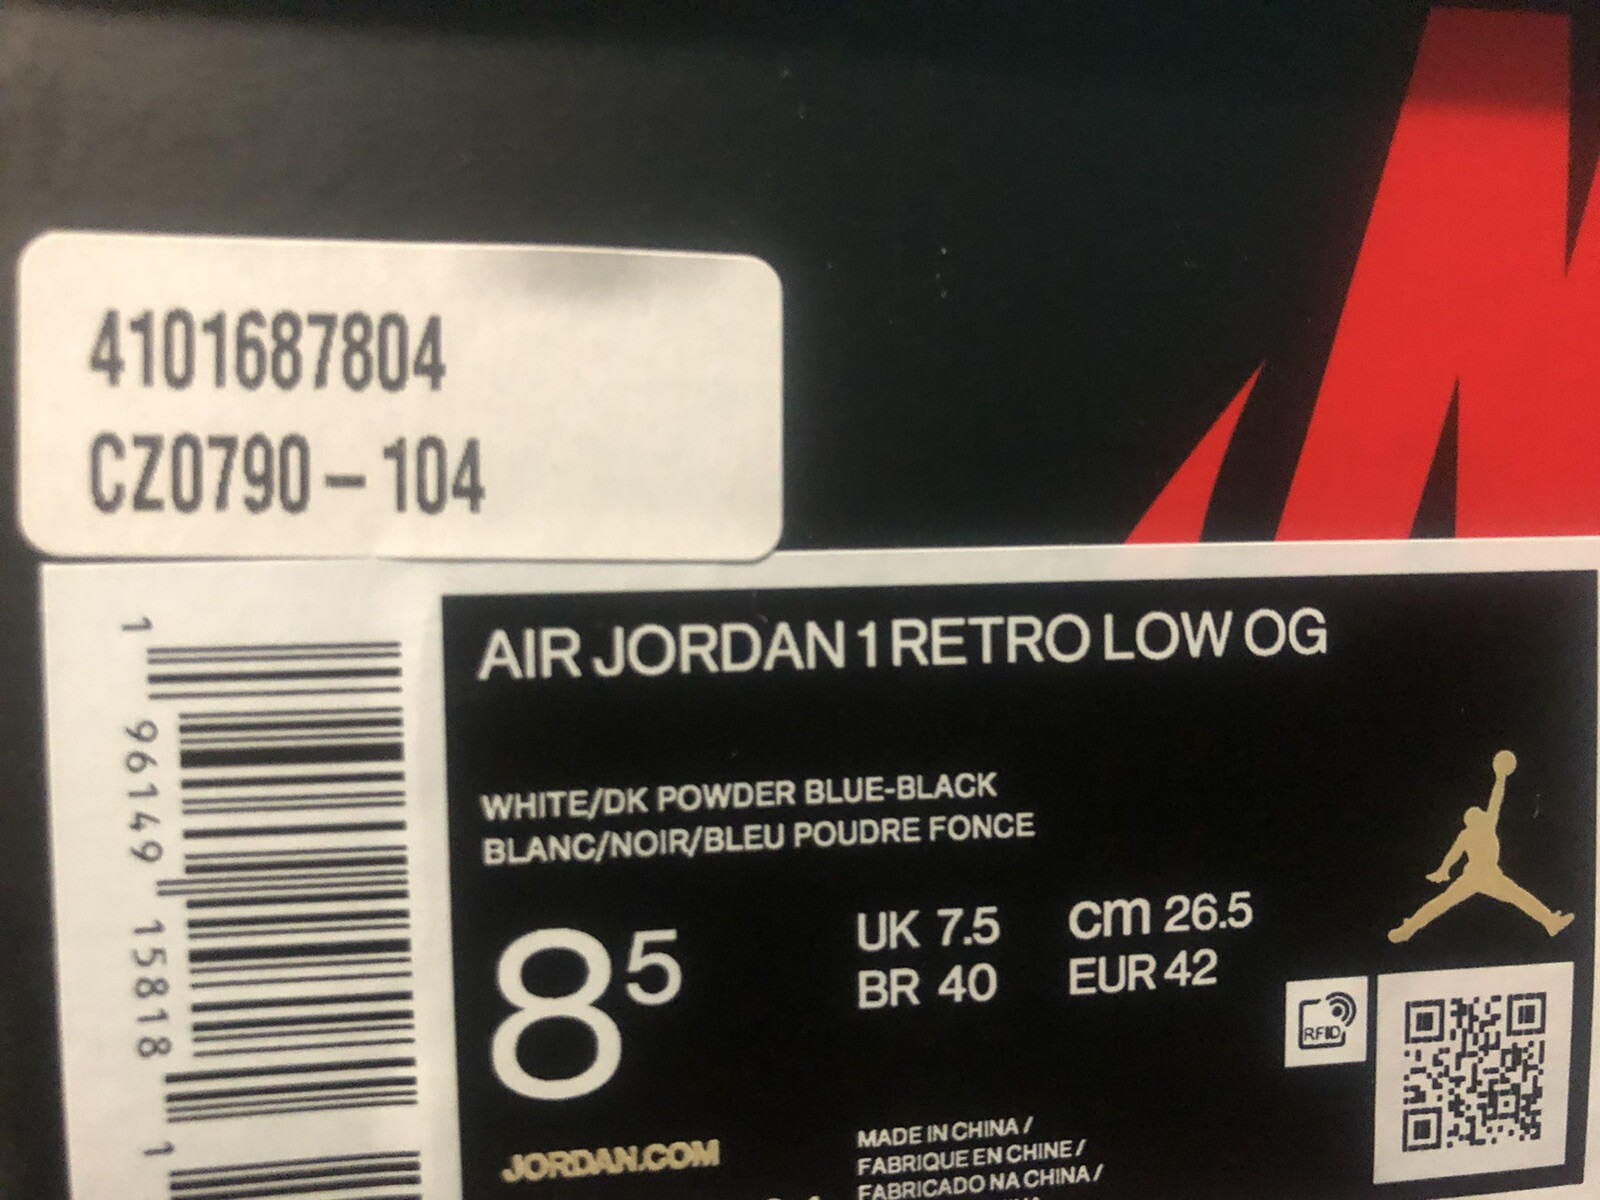 4101687804
CZ0790-104
1 96149 15818 1
AIR JORDAN 1 RETRO LOW OG
WHITE/DK POWDER BLUE-BLACK
BLANC/NOIR/BLEU POUDRE FONCE
8 5
UK 7.5 cm 26.5
BR 40 EUR 42
RFID
JORDAN.COM
MADE IN CHINA /
FABRIQUE EN CHINE /
FABRICADO NA CHINA /